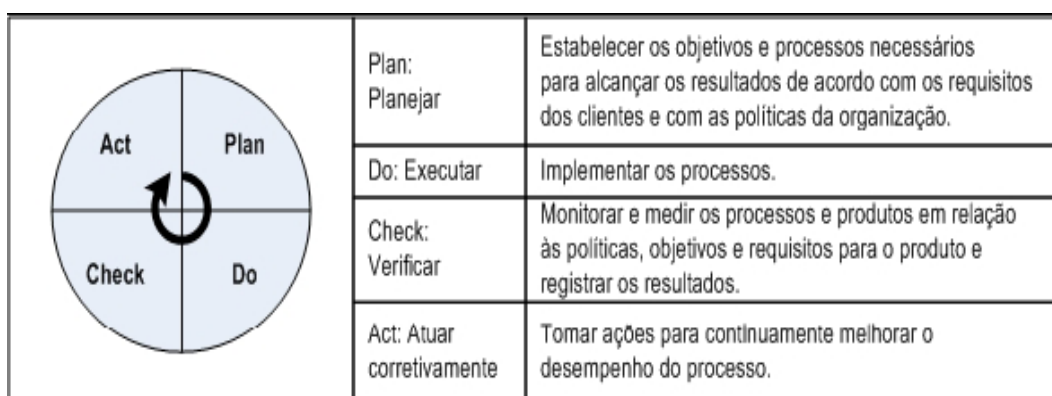 Act
Plan
Check
Do
Plan:
Planejar
Estabelecer os objetivos e processos necessários
para alcançar os resultados de acordo com os requisitos
dos clientes e com as políticas da organização.
Do: Executar
Implementar os processos.
Check:
Verificar
Monitorar e medir os processos e produtos em relação
às políticas, objetivos e requisitos para o produto e
registrar os resultados.
Act: Atuar
corretivamente
Tomar ações para continuamente melhorar o
desempenho do processo.